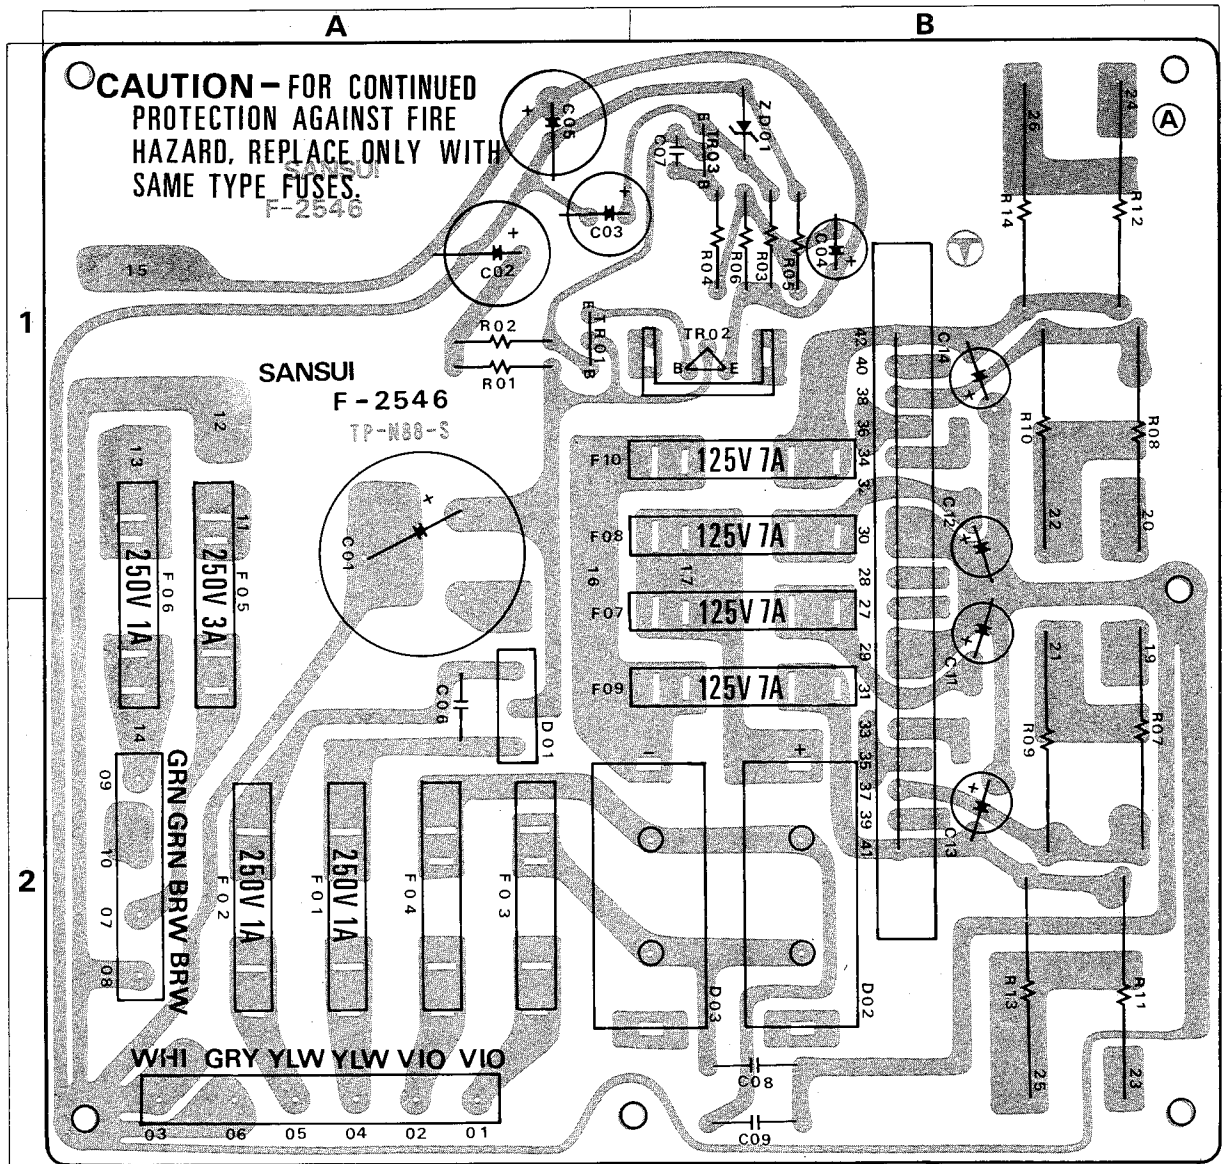 A B
CAUTION – FOR CONTINUED
PROTECTION AGAINST FIRE
HAZARD, REPLACE ONLY WITH
SAME TYPE FUSES.
SANSUI
F-2546
A
1
2
15
C05
C03
C02
C07
E
TR03
B
ZD01
R04
R06
R03
R05
C04
26
24
R14
R12
R02
R01
E
TR01
B
TR02
B E
SANSUI
F-2546
TP-N88-S
12
13
11
250V 1A
F06
250V 3A
F05
14
C01
C06
D01
F10 125V 7A
F08 125V 7A
16
17
F07 125V 7A
F09 125V 7A
42
40
38
36
34
32
30
28
27
29
31
33
35
37
39
41
C14
C12
C11
C13
R10
R08
22
20
21
19
R09
R07
R13
R11
25
23
– +
D03
D02
C08
C09
09
10
07
08
GRN GRN BRW BRW
250V 1A
F02
250V 1A
F01
F04
F03
WHI GRY YLW YLW VIO VIO
03 06 05 04 02 01